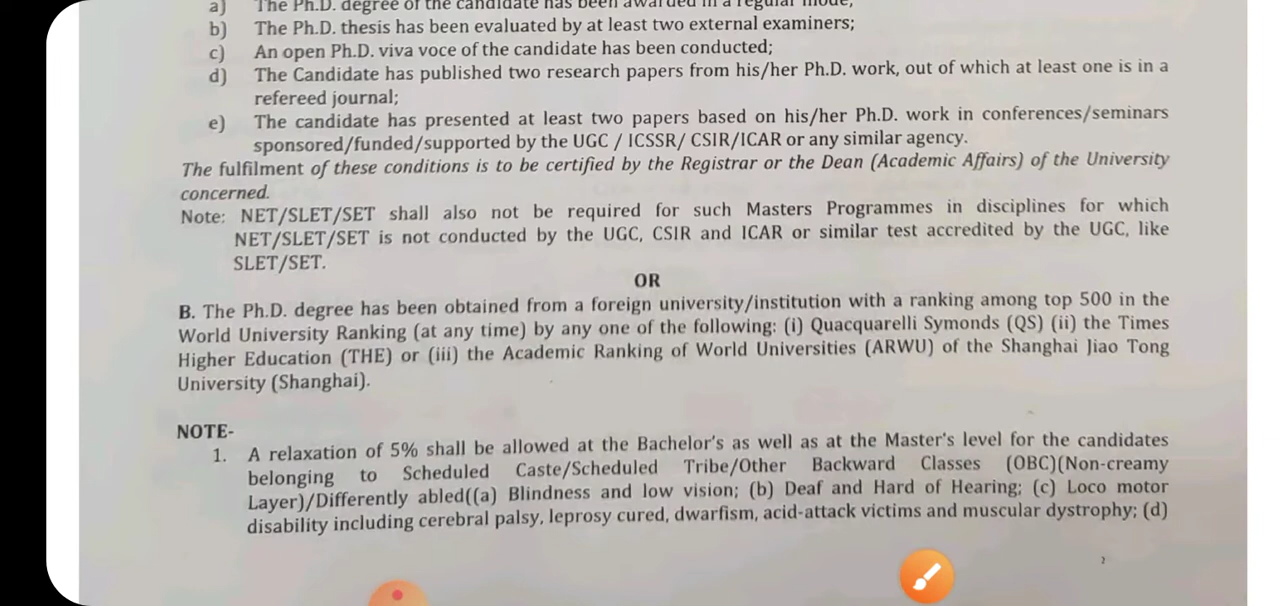 a) The Ph.D. degree of the candidate has been awarded in a regular mode;
b) The Ph.D. thesis has been evaluated by at least two external examiners;
c) An open Ph.D. viva voce of the candidate has been conducted;
d) The Candidate has published two research papers from his/her Ph.D. work, out of which at least one is in a
refereed journal;
e) The candidate has presented at least two papers based on his/her Ph.D. work in conferences/seminars
sponsored/funded/supported by the UGC / ICSSR/ CSIR/ICAR or any similar agency.
The fulfilment of these conditions is to be certified by the Registrar or the Dean (Academic Affairs) of the University
concerned.
Note: NET/SLET/SET shall also not be required for such Masters Programmes in disciplines for which
NET/SLET/SET is not conducted by the UGC, CSIR and ICAR or similar test accredited by the UGC, like
SLET/SET.
OR
B. The Ph.D. degree has been obtained from a foreign university/institution with a ranking among top 500 in the
World University Ranking (at any time) by any one of the following: (i) Quacquarelli Symonds (QS) (ii) the Times
Higher Education (THE) or (iii) the Academic Ranking of World Universities (ARWU) of the Shanghai Jiao Tong
University (Shanghai).
NOTE-
1. A relaxation of 5% shall be allowed at the Bachelor's as well as at the Master's level for the candidates
belonging to Scheduled Caste/Scheduled Tribe/Other Backward Classes (OBC)(Non-creamy
Layer)/Differently abled((a) Blindness and low vision; (b) Deaf and Hard of Hearing; (c) Loco motor
disability including cerebral palsy, leprosy cured, dwarfism, acid-attack victims and muscular dystrophy; (d)